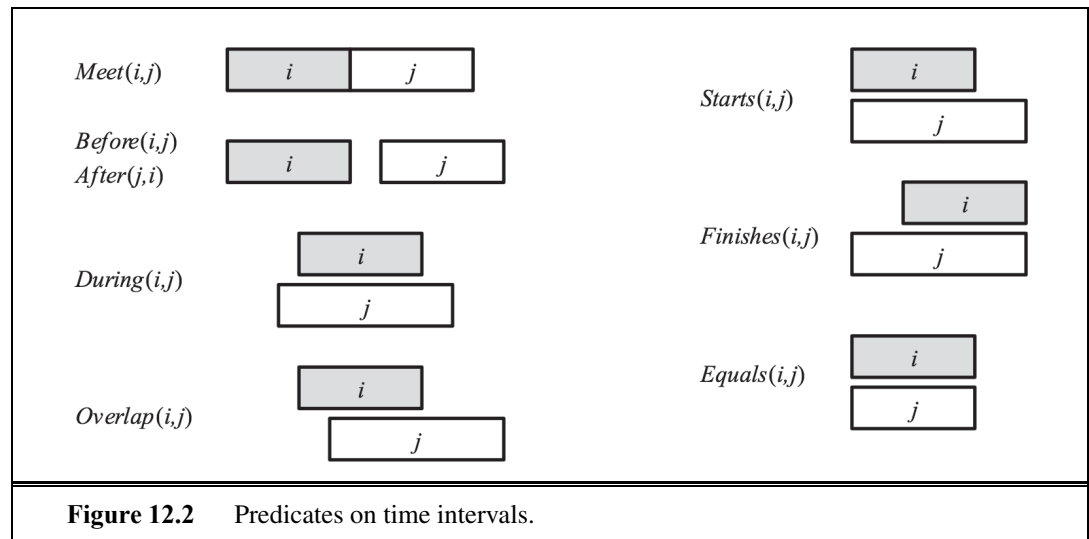 Meet(i,j)
i
j
Before(i,j)
After(j,i)
i
j
During(i,j)
i
j
Overlap(i,j)
i
j
Starts(i,j)
i
j
Finishes(i,j)
i
j
Equals(i,j)
i
j
Figure 12.2 Predicates on time intervals.